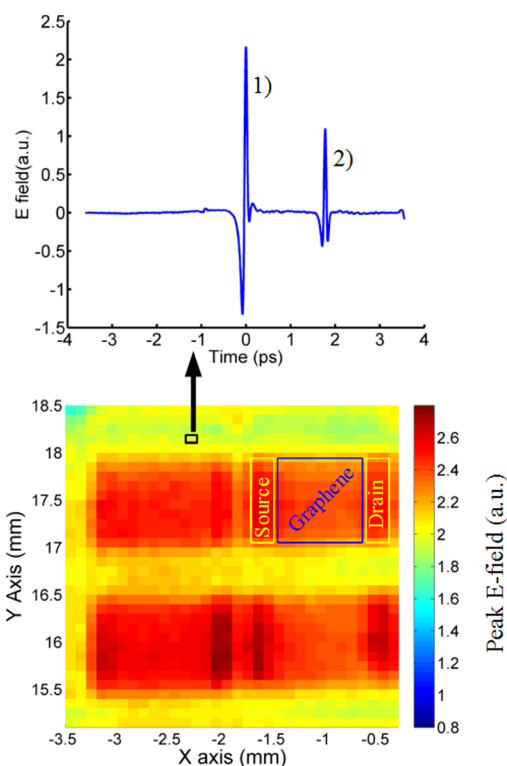 2.5
2
1.5
1
0.5
0
-0.5
-1
-1.5
E field(a.u.)
1)
2)
-4 -3 -2 -1 0 1 2 3 4
Time (ps)
18.5
18
17.5
17
16.5
16
15.5
Y Axis (mm)
Source
Graphene
Drain
-3.5 -3 -2.5 -2 -1.5 -1 -0.5
X axis (mm)
2.6
2.4
2.2
2
1.8
1.6
1.4
1.2
1
0.8
Peak E-field (a.u.)